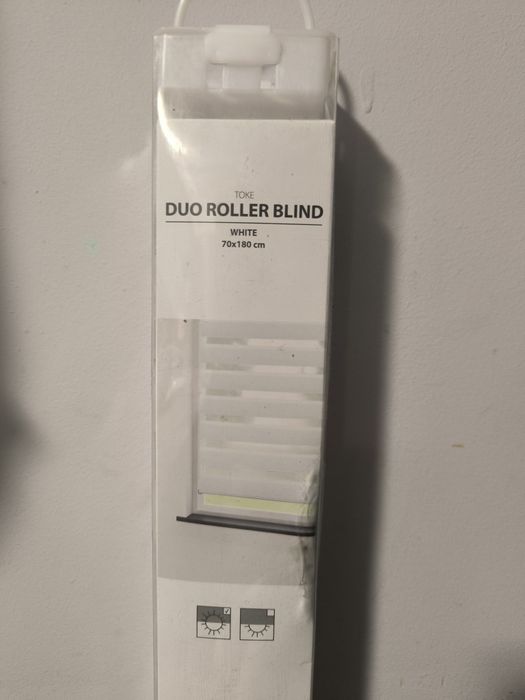 TOKE
DUO ROLLER BLIND
WHITE
70x180 cm